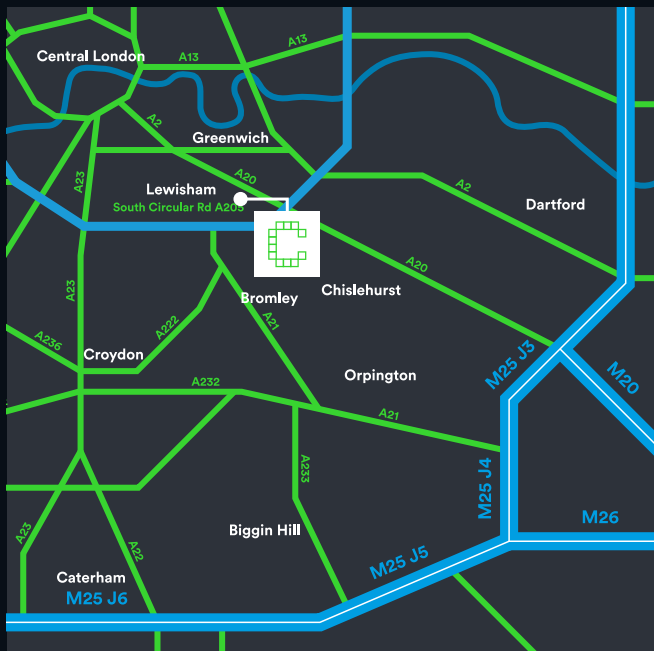 A13
Central London
A13
A2
Greenwich
A20
A23
Lewisham
A2
South Circular Rd A205
Dartford
A20
A23
Chislehurst
Bromley
A21
A222
A236
Croydon
M25 J3
M20
Orpington
A232
A21
A233
M25 J4
M26
Biggin Hill
A23
A22
M25 J5
Caterham
M25 J6